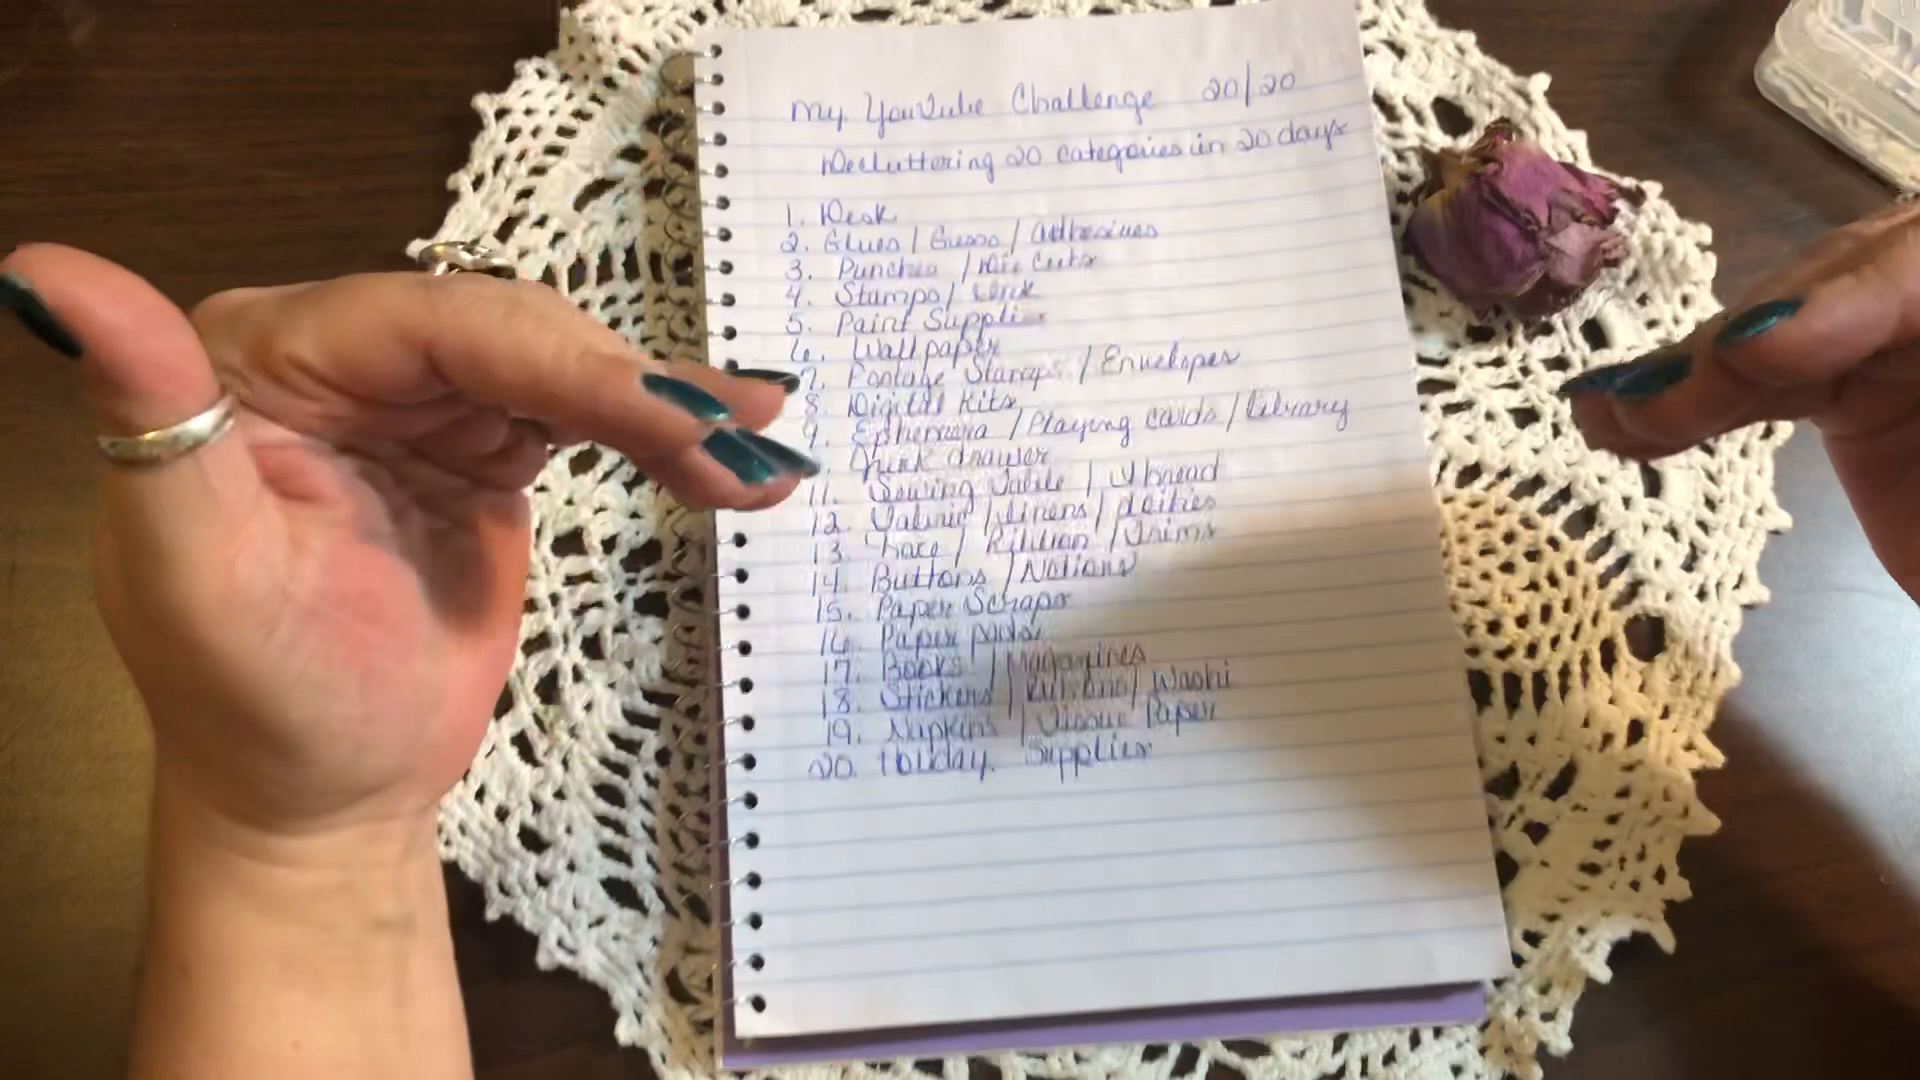 My YouTube Challenge 20/20
Decluttering 20 categories in 20 days
1. Desk
2. Glues / Gesso / Adhesives
3. Punches / Die Cuts
4. Stamps / Ink
5. Paint Supplies
6. Wallpaper
7. Postage Stamps / Envelopes
8. Digital Kits
9. Ephemera / Playing cards / library
Junk drawer
11. Sewing Table / Thread
12. Fabric / Linens / doilies
13. Lace / Ribbon / Trims
14. Buttons / Notions
15. Paper Scraps
16. Paper pads
17. Books / Magazines
18. Stickers / Rub ons / Washi
19. Napkins / Tissue Paper
20. Holiday Supplies